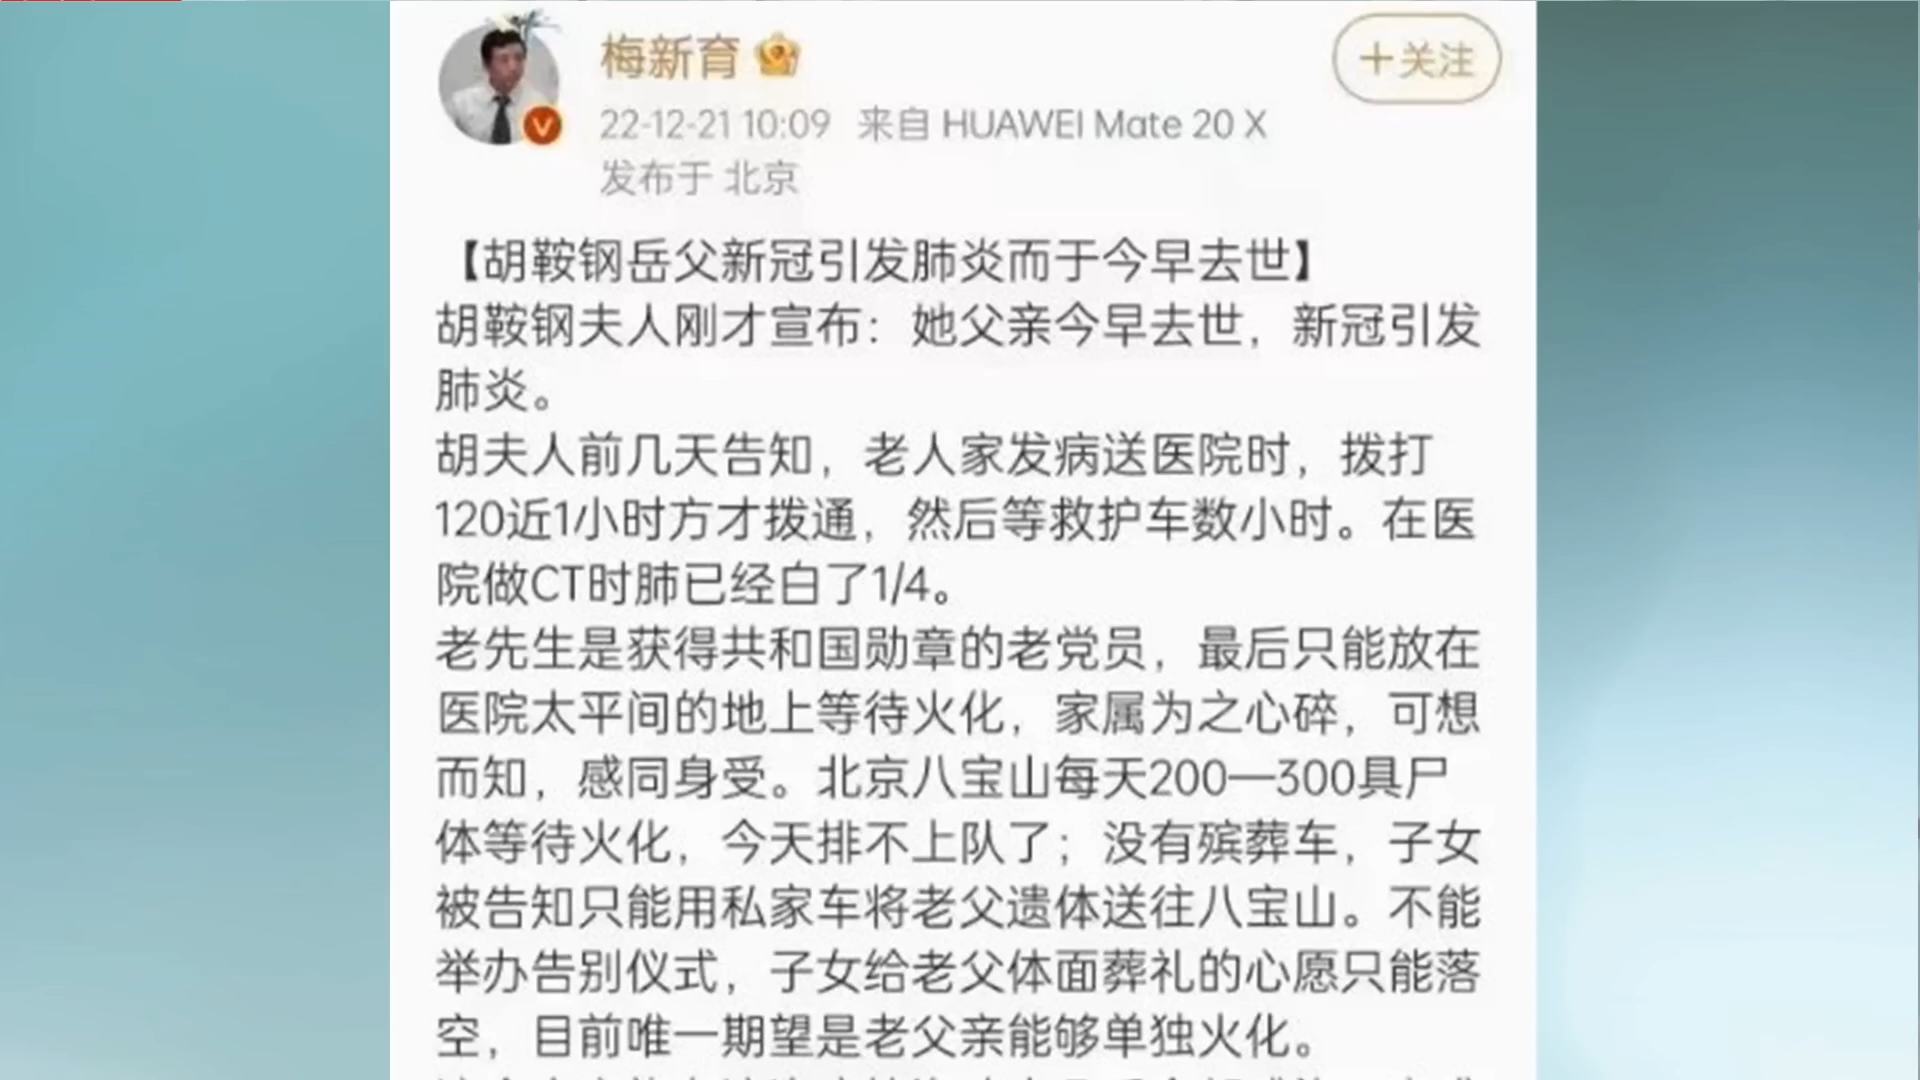 梅新育
+关注
22-12-21 10:09 来自 HUAWEI Mate 20 X
发布于 北京
【胡鞍钢岳父新冠引发肺炎而于今早去世】
胡鞍钢夫人刚才宣布：她父亲今早去世，新冠引发
肺炎。
胡夫人前几天告知，老人家发病送医院时，拨打
120近1小时方才拨通，然后等救护车数小时。在医
院做CT时肺已经白了1/4。
老先生是获得共和国勋章的老党员，最后只能放在
医院太平间的地上等待火化，家属为之心碎，可想
而知，感同身受。北京八宝山每天200—300具尸
体等待火化，今天排不上队了；没有殡葬车，子女
被告知只能用私家车将老父遗体送往八宝山。不能
举办告别仪式，子女给老父体面葬礼的心愿只能落
空，目前唯一期望是老父亲能够单独火化。